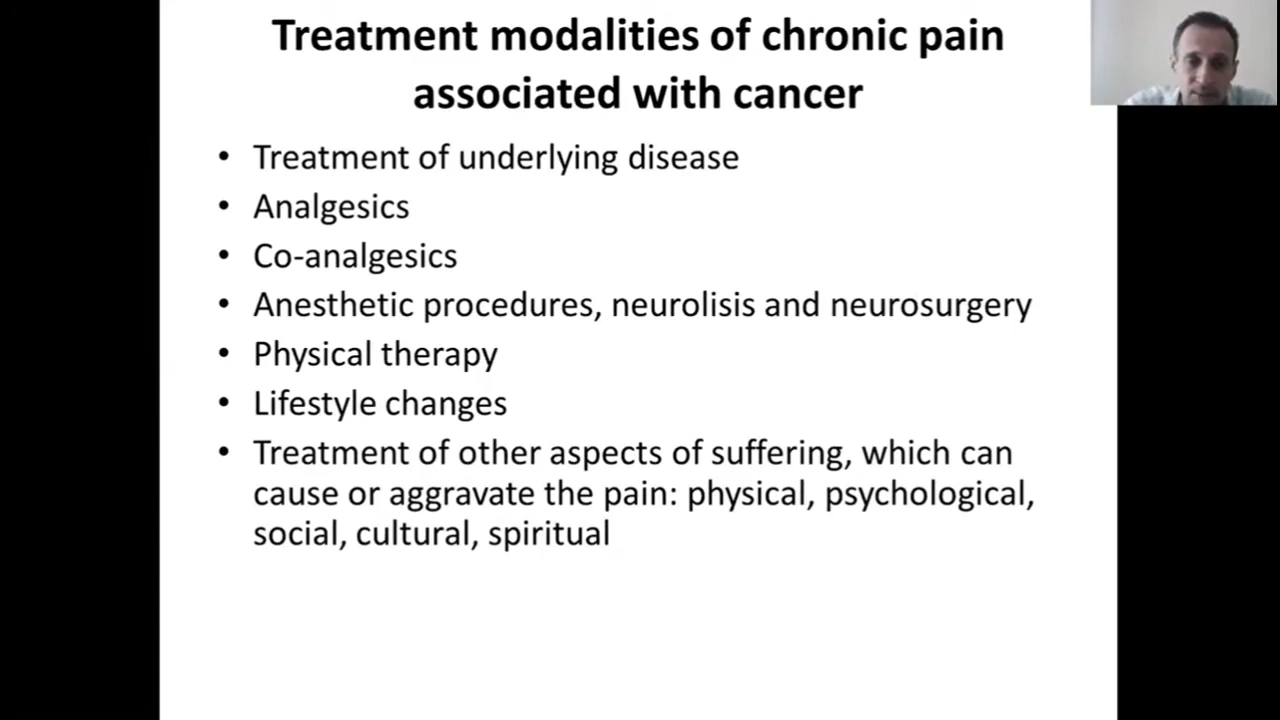 Treatment modalities of chronic pain
associated with cancer
• Treatment of underlying disease
• Analgesics
• Co-analgesics
• Anesthetic procedures, neurolisis and neurosurgery
• Physical therapy
• Lifestyle changes
• Treatment of other aspects of suffering, which can
cause or aggravate the pain: physical, psychological,
social, cultural, spiritual